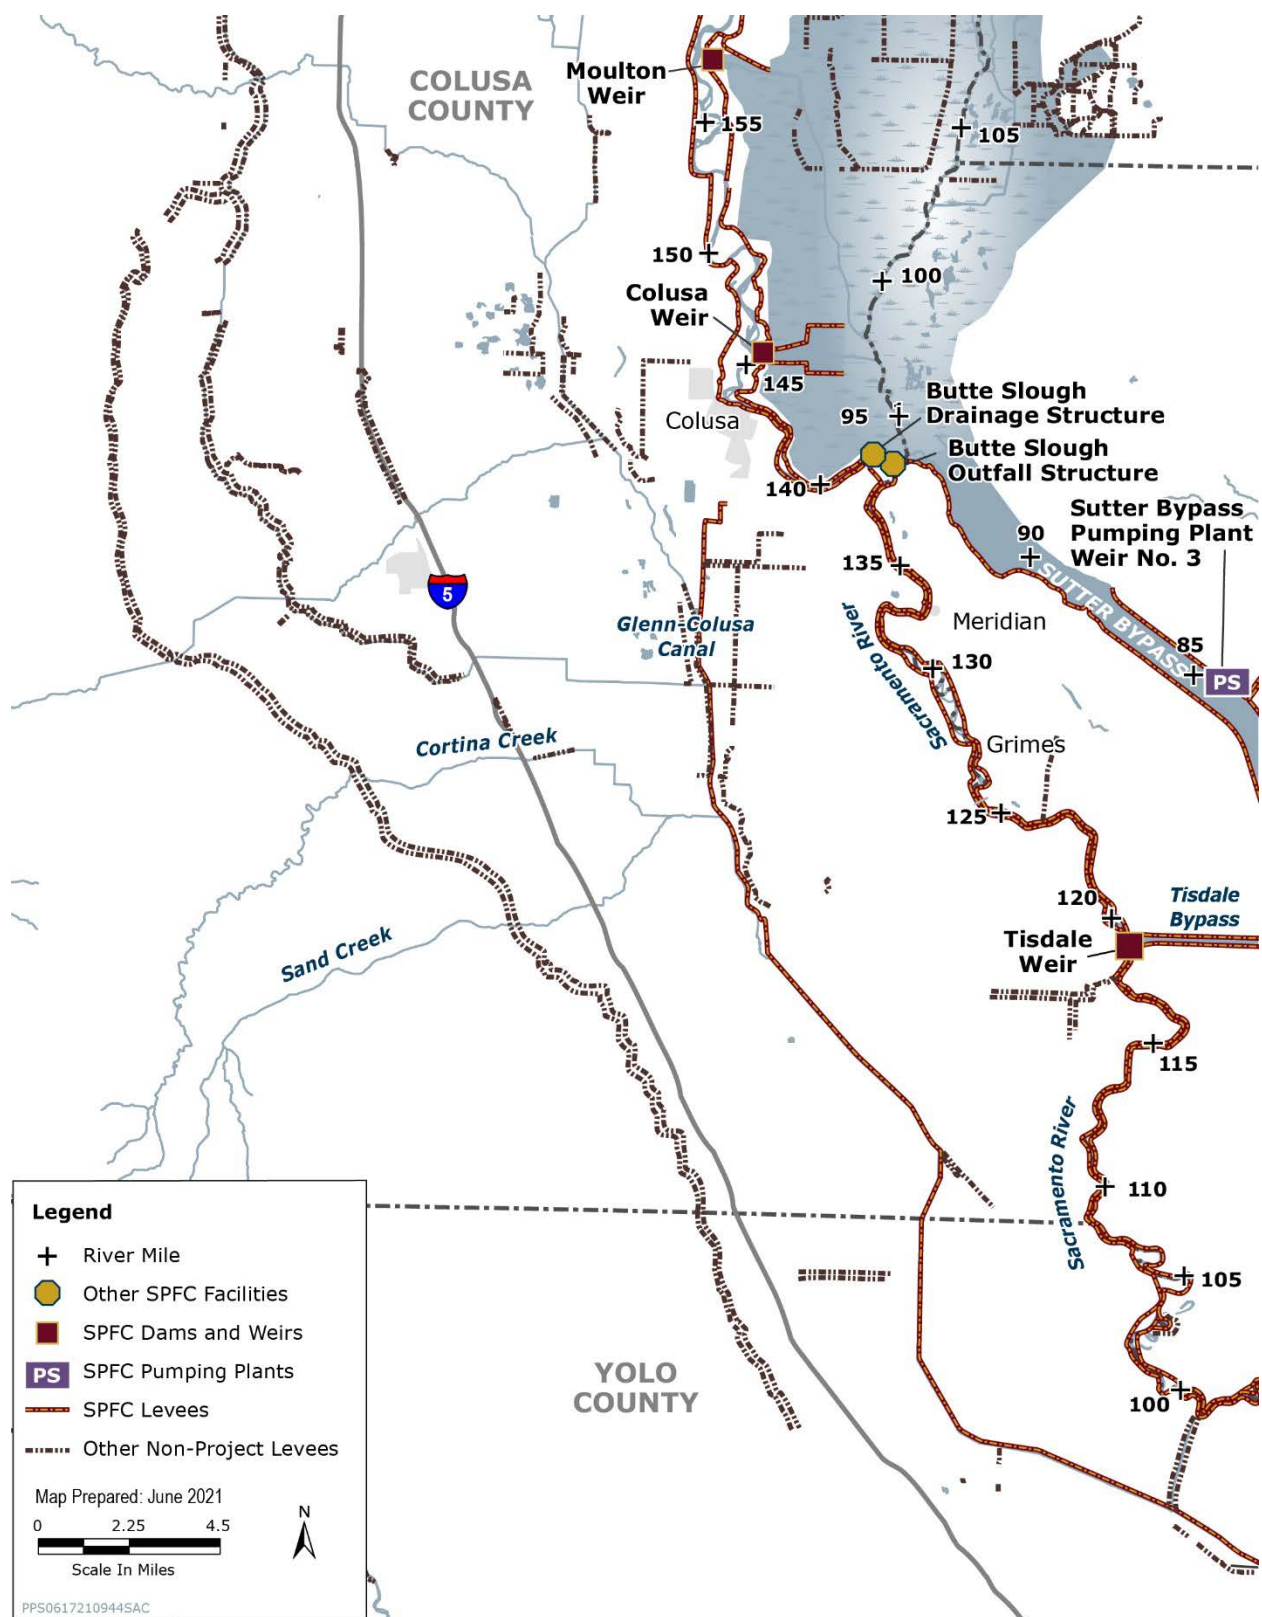 COLUSA
COUNTY
Moulton
Weir
155
105
150
100
Colusa
Weir
145
Colusa
95
Butte Slough
Drainage Structure
Butte Slough
Outfall Structure
140
Sutter Bypass
Pumping Plant
Weir No. 3
90
135
SUTTER BYPASS
5
Glenn-Colusa
Canal
Sacramento River
Meridian
85
PS
130
Cortina Creek
Grimes
125
120
Tisdale
Bypass
Tisdale
Weir
Sand Creek
115
Sacramento River
110
105
YOLO
COUNTY
100
Legend
River Mile
Other SPFC Facilities
SPFC Dams and Weirs
PS SPFC Pumping Plants
SPFC Levees
Other Non-Project Levees
Map Prepared: June 2021
N
0 2.25 4.5
Scale In Miles
PPS0617210944SAC